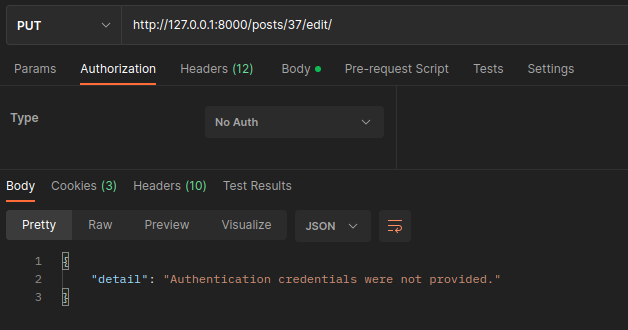 PUT http://127.0.0.1:8000/posts/37/edit/
Params Authorization Headers (12) Body Pre-request Script Tests Settings
Type No Auth
Body Cookies (3) Headers (10) Test Results
Pretty Raw Preview Visualize JSON
1 {
2 "detail": "Authentication credentials were not provided."
3 }